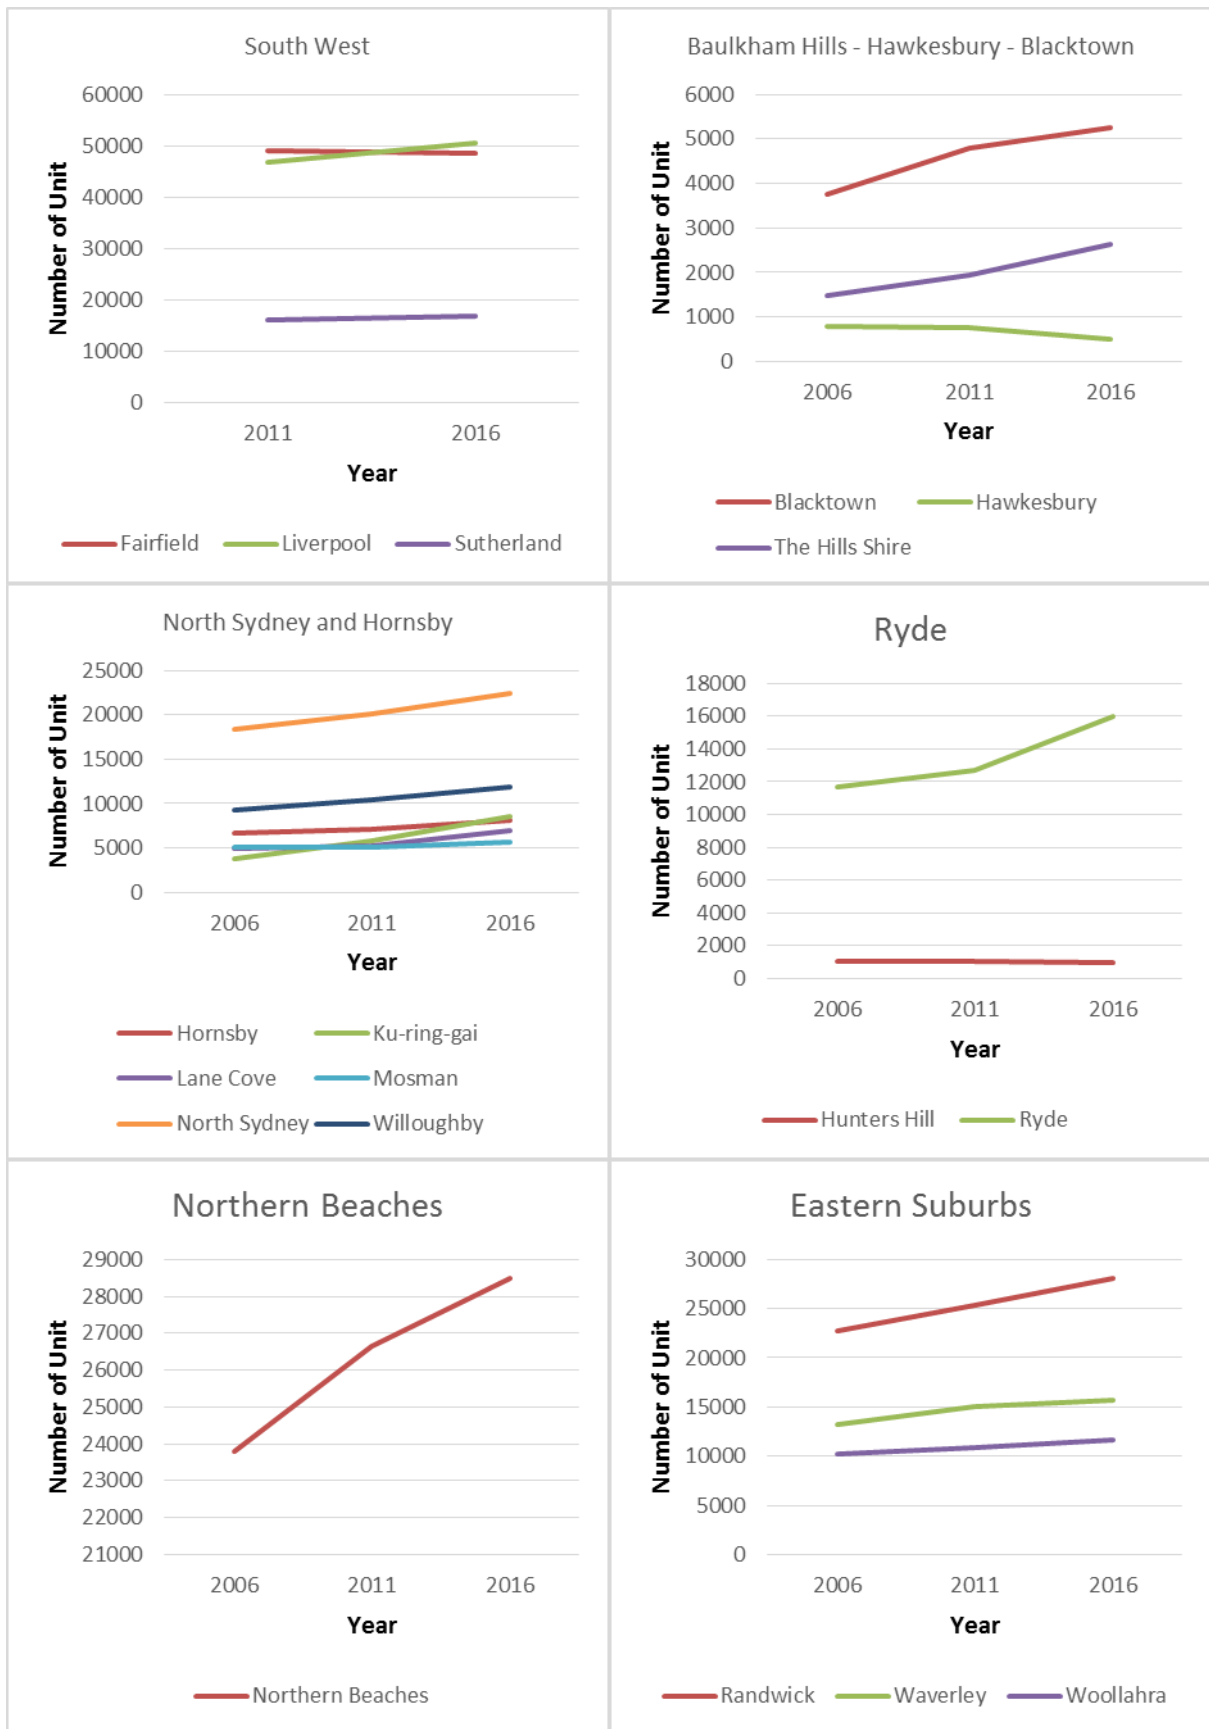 South West
60000
50000
40000
30000
20000
10000
0
Number of Unit
2011 2016
Year
Fairfield Liverpool Sutherland
Baulkham Hills - Hawkesbury - Blacktown
6000
5000
4000
3000
2000
1000
0
Number of Unit
2006 2011 2016
Year
Blacktown Hawkesbury
The Hills Shire
North Sydney and Hornsby
25000
20000
15000
10000
5000
0
Number of Unit
2006 2011 2016
Year
Hornsby Ku-ring-gai
Lane Cove Mosman
North Sydney Willoughby
Ryde
18000
16000
14000
12000
10000
8000
6000
4000
2000
0
Number of Unit
2006 2011 2016
Year
Hunters Hill Ryde
Northern Beaches
29000
28000
27000
26000
25000
24000
23000
22000
21000
Number of Unit
2006 2011 2016
Year
Northern Beaches
Eastern Suburbs
30000
25000
20000
15000
10000
5000
0
Number of Unit
2006 2011 2016
Year
Randwick Waverley Woollahra